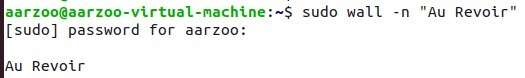 aarzoo@aarzoo-virtual-machine:~$ sudo wall -n "Au Revoir"
[sudo] password for aarzoo:
Au Revoir